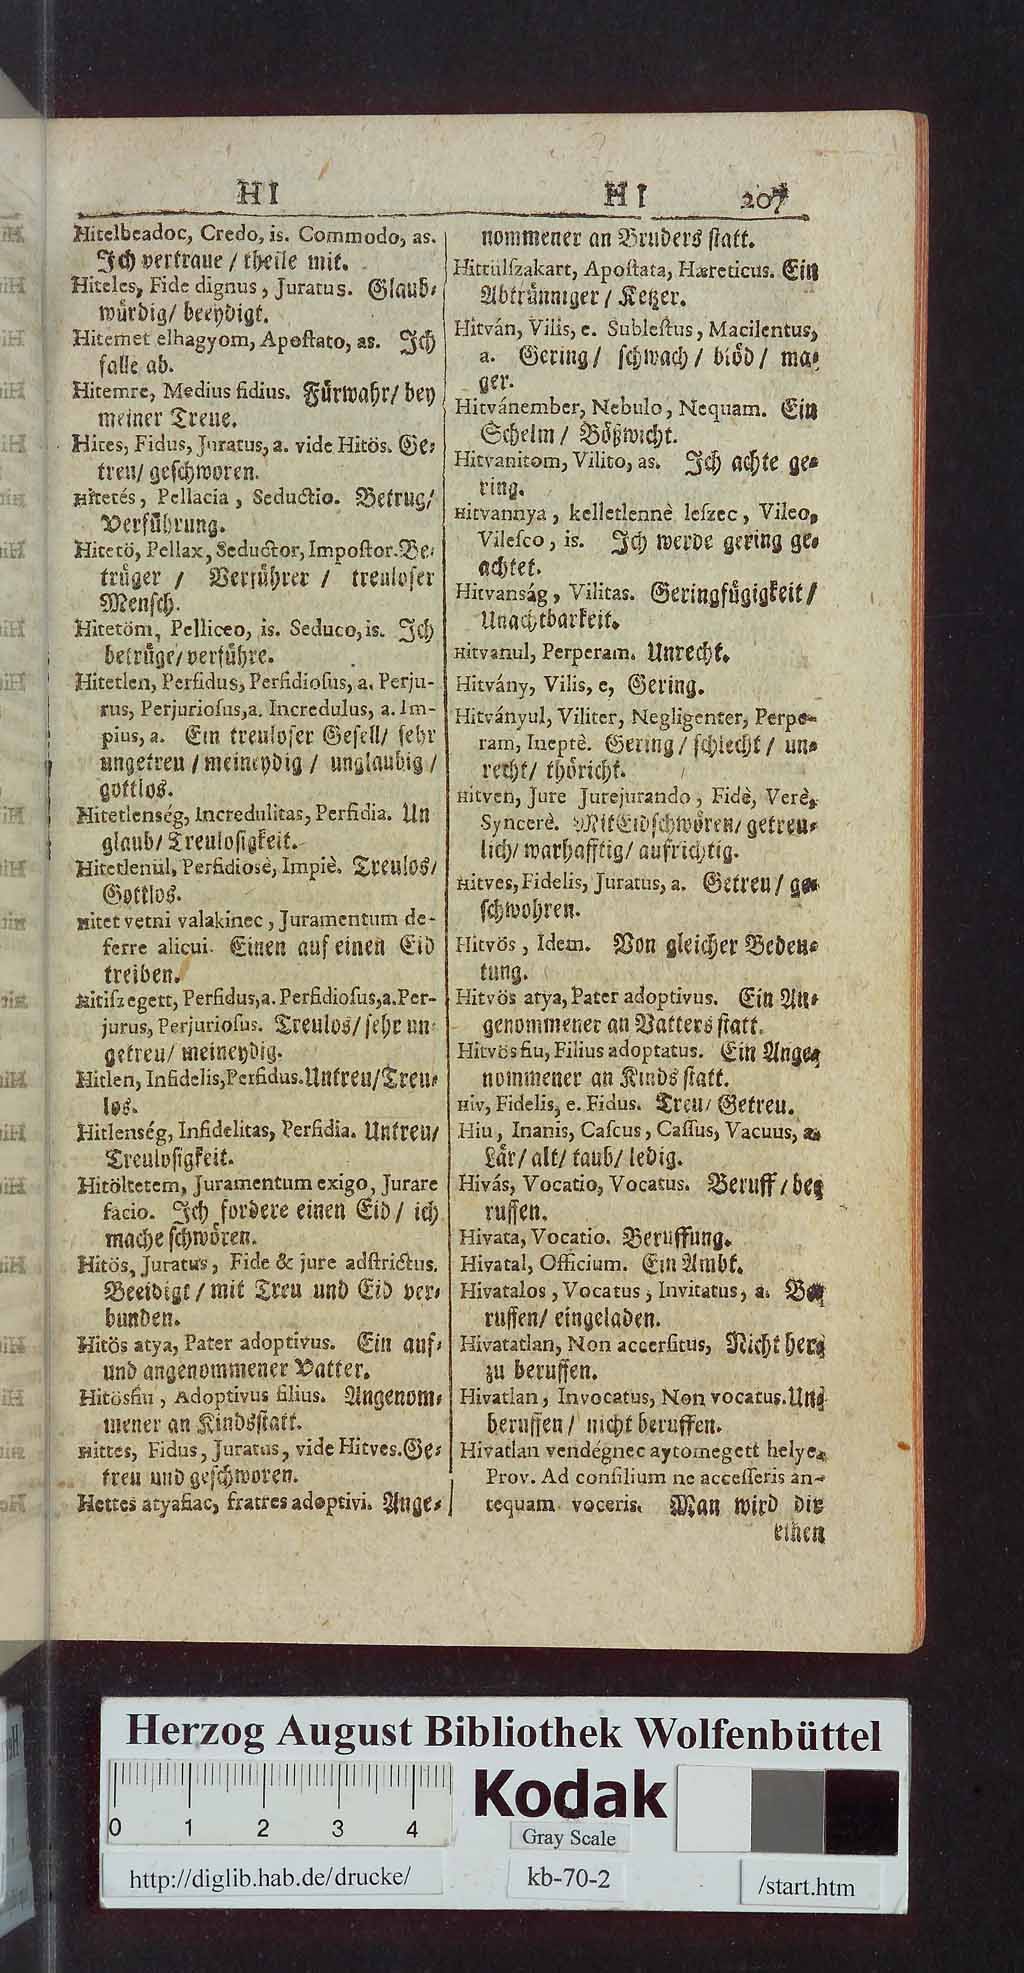 HI
HI 207
Hitelbeadoc, Credo, is. Commodo, as.
Ich vertraue / theile mit.
Hiteles, Fide dignus, Juratus. Glaub⸗
würdig/ beeydigt.
Hitemet elhagyom, Apoſtato, as. Ich
falle ab.
Hitemre, Medius fidius. Fürwahr/ bey
meiner Treue.
Hites, Fidus, Juratus, a. vide Hitös. Ge⸗
treu/ geſchworen.
Hitetés, Pellacia, Seductio. Betrug/
Verführung.
Hitetö, Pellax, Seductor, Impoſtor. Be⸗
trüger / Verführer / treuloſer
Menſch.
Hitetöm, Pelliceo, is. Seduco, is. Ich
betrüge/ verführe.
Hitetlen, Perfidus, Perfidioſus, a. Perju-
rus, Perjurioſus, a. Incredulus, a. Im-
pius, a. Ein treuloſer Geſell/ ſehr
ungetreu / meineydig / unglaubig /
gottlos.
Hitetlenség, Incredulitas, Perfidia. Un
glaub/ Treuloſigkeit.
Hitetlenül, Perfidiosè, Impiè. Treulos/
Gottlos.
Hitet vetni valakinec, Juramentum de-
ferre alicui. Einen auf einen Eid
treiben.
Hitiſzegett, Perfidus, a. Perfidioſus, a. Per-
jurus, Perjurioſus. Treulos/ ſehr un⸗
getreu/ meineydig.
Hitlen, Infidelis, Perfidus. Untreu/ Treu⸗
los.
Hitlenség, Infidelitas, Perfidia. Untreu/
Treuloſigkeit.
Hitöltetem, Juramentum exigo, Jurare
facio. Ich fordere einen Eid/ ich
mache ſchwören.
Hitös, Juratus, Fide & jure adſtrictus.
Beeidigt / mit Treu und Eid ver⸗
bunden.
Hitös atya, Pater adoptivus. Ein auf⸗
und angenommener Vatter.
Hitösfiu, Adoptivus filius. Angenom⸗
mener an Kindsſtatt.
Hittes, Fidus, Juratus, vide Hitves. Ge⸗
treu und geſchworen.
Hettes atyafiac, fratres adoptivi. Ange⸗
nommener an Bruders ſtatt.
Hittülſzakart, Apoſtata, Hæreticus. Ein
Abtrünniger / Ketzer.
Hitván, Vilis, e. Subleſtus, Macilentus,
a. Gering/ ſchwach/ blöd/ ma⸗
ger.
Hitvánember, Nebulo, Nequam. Ein
Schelm / Bößwicht.
Hitvanitom, Vilito, as. Ich achte ge⸗
ring.
Hitvannya, kelletlennè leſzec, Vileo,
Vileſco, is. Ich werde gering ge⸗
achtet.
Hitvanság, Vilitas. Geringfügigkeit/
Unachtbarkeit.
Hitvanul, Perperam. Unrecht.
Hitvány, Vilis, e, Gering.
Hitványul, Viliter, Negligenter, Perpe-
ram, Ineptè. Gering / ſchlecht / un⸗
recht/ thöricht.
Hitven, Jure Jurejurando, Fidè, Verè,
Syncerè. Mit Eid ſchwören/ getreu⸗
lich/ warhafftig/ aufrichtig.
Hitves, Fidelis, Juratus, a. Getreu/ ge⸗
ſchwohren.
Hitvös, Idem. Von gleicher Bedeu⸗
tung.
Hitvös atya, Pater adoptivus. Ein An⸗
genommener an Vatters ſtatt.
Hitvös fiu, Filius adoptatus. Ein Ange⸗
nommener an Kinds ſtatt.
Hiv, Fidelis, e. Fidus. Treu/ Getreu.
Hiu, Inanis, Caſcus, Caſſus, Vacuus, a.
Lär/ alt/ taub/ ledig.
Hivás, Vocatio, Vocatus. Beruff/ be⸗
ruffen.
Hivata, Vocatio. Beruffung.
Hivatal, Officium. Ein Ambt.
Hivatalos, Vocatus, Invitatus, a. Be⸗
ruffen/ eingeladen.
Hivatatlan, Non accerſitus, Nicht her⸗
zu beruffen.
Hivatlan, Invocatus, Non vocatus. Un⸗
beruffen/ nicht beruffen.
Hivatlan vendégnec aytomegett helye.
Prov. Ad conſilium ne acceſſeris an-
tequam voceris. Man wird dir
einen
Herzog August Bibliothek Wolfenbüttel
0 1 2 3 4
Kodak
Gray Scale
http://diglib.hab.de/drucke/
kb-70-2
/start.htm